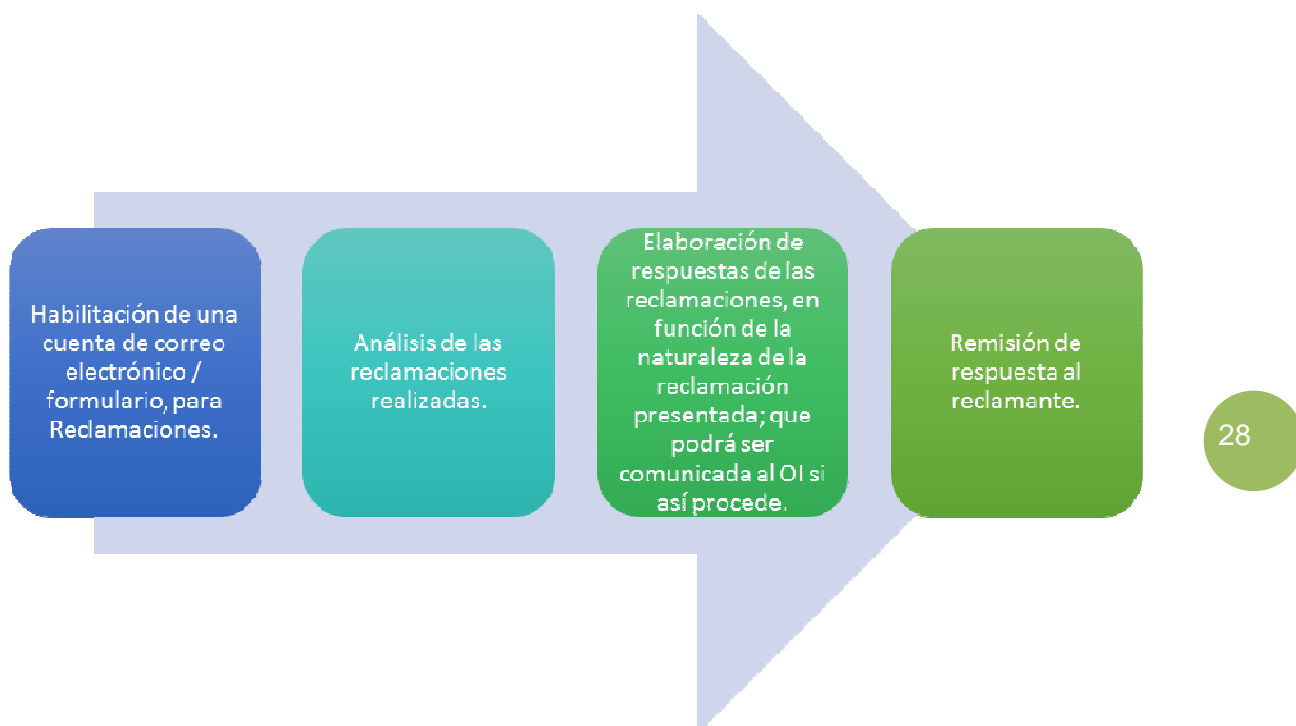 Habilitación de una
cuenta de correo
electrónico /
formulario, para
Reclamaciones.
Análisis de las
reclamaciones
realizadas.
Elaboración de
respuestas de las
reclamaciones, en
función de la
naturaleza de la
reclamación
presentada; que
podrá ser
comunicada al OI si
así procede.
Remisión de
respuesta al
reclamante.
28